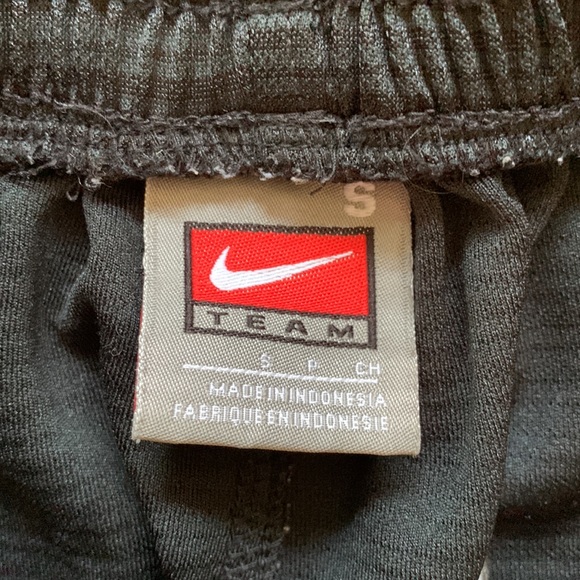 S
TEAM
S P CH
MADE IN INDONESIA
FABRIQUE EN INDONESIE